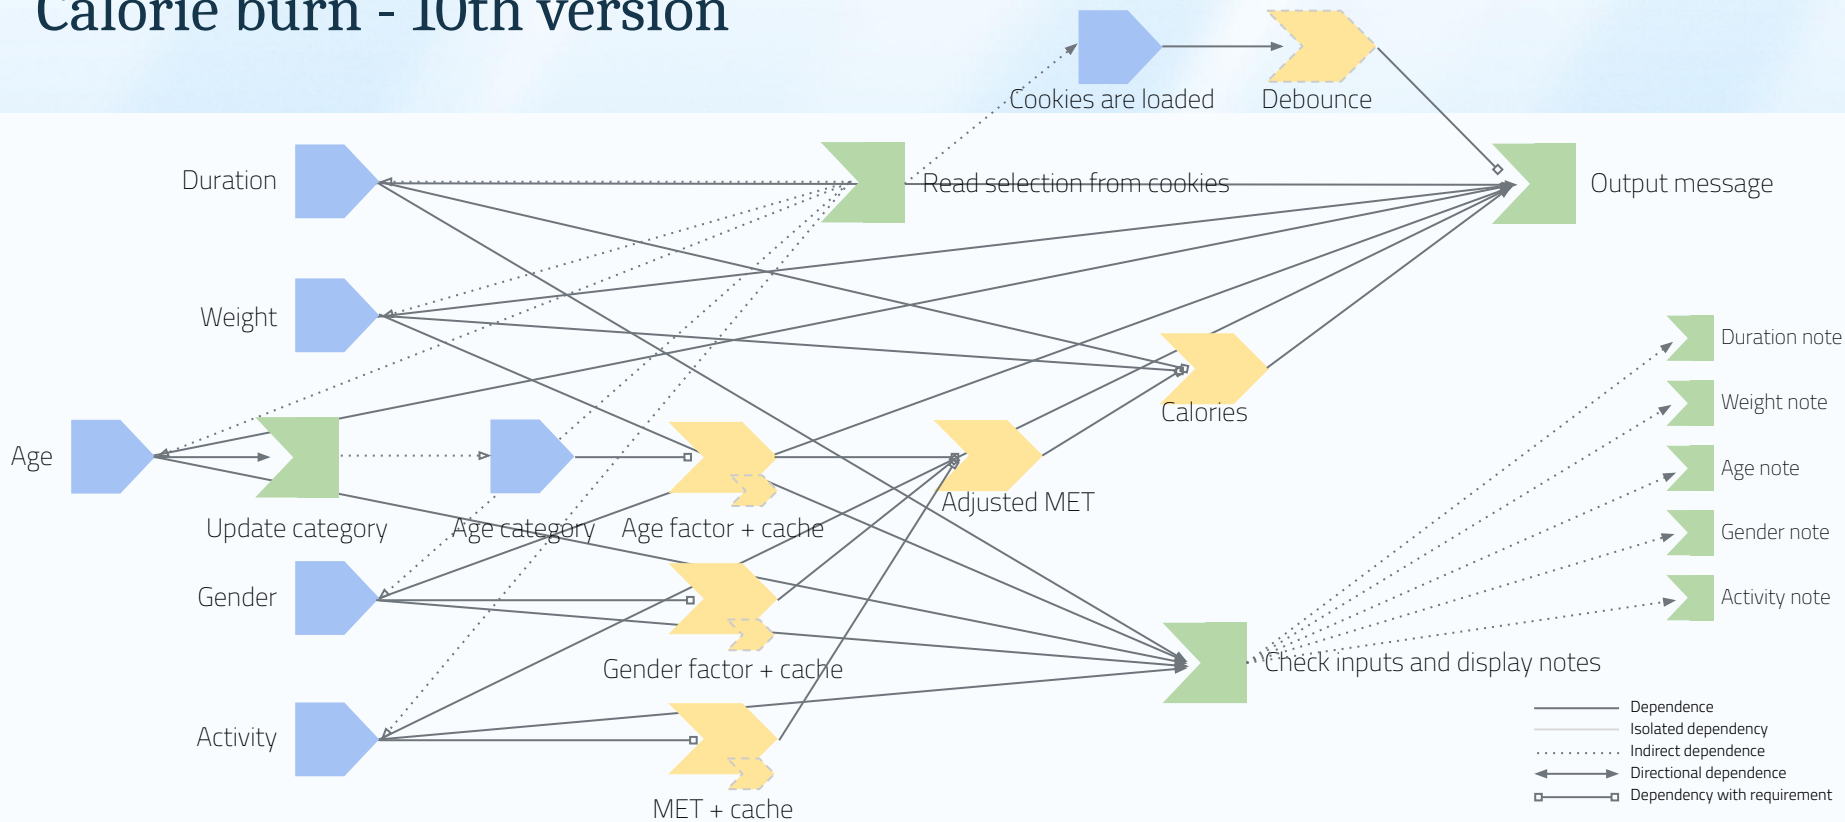 Calorie burn - 10th version
Cookies are loaded
Debounce
Duration
Read selection from cookies
Output message
Weight
Duration note
Weight note
Calories
Age
Age note
Adjusted MET
Update category
Age category
Age factor + cache
Gender note
Gender
Activity note
Gender factor + cache
Check inputs and display notes
Activity
MET + cache
Dependence
Isolated dependency
Indirect dependence
Directional dependence
Dependency with requirement